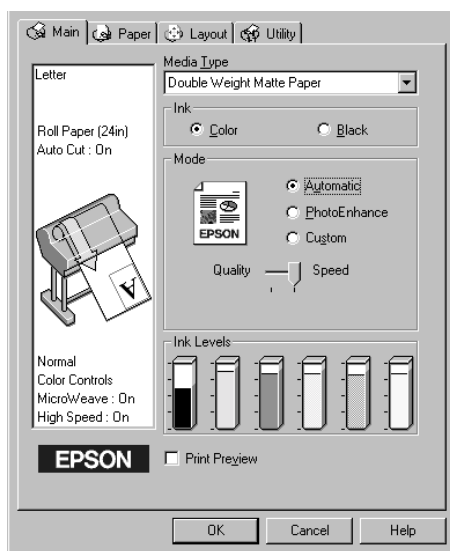 Main Paper Layout Utility
Letter
Roll Paper (24in)
Auto Cut : On
A
Normal
Color Controls
MicroWeave : On
High Speed : On
EPSON
Media Type
Double Weight Matte Paper
Ink
Color Black
Mode
EPSON
Automatic
PhotoEnhance
Custom
Quality Speed
Ink Levels
Print Preview
OK Cancel Help